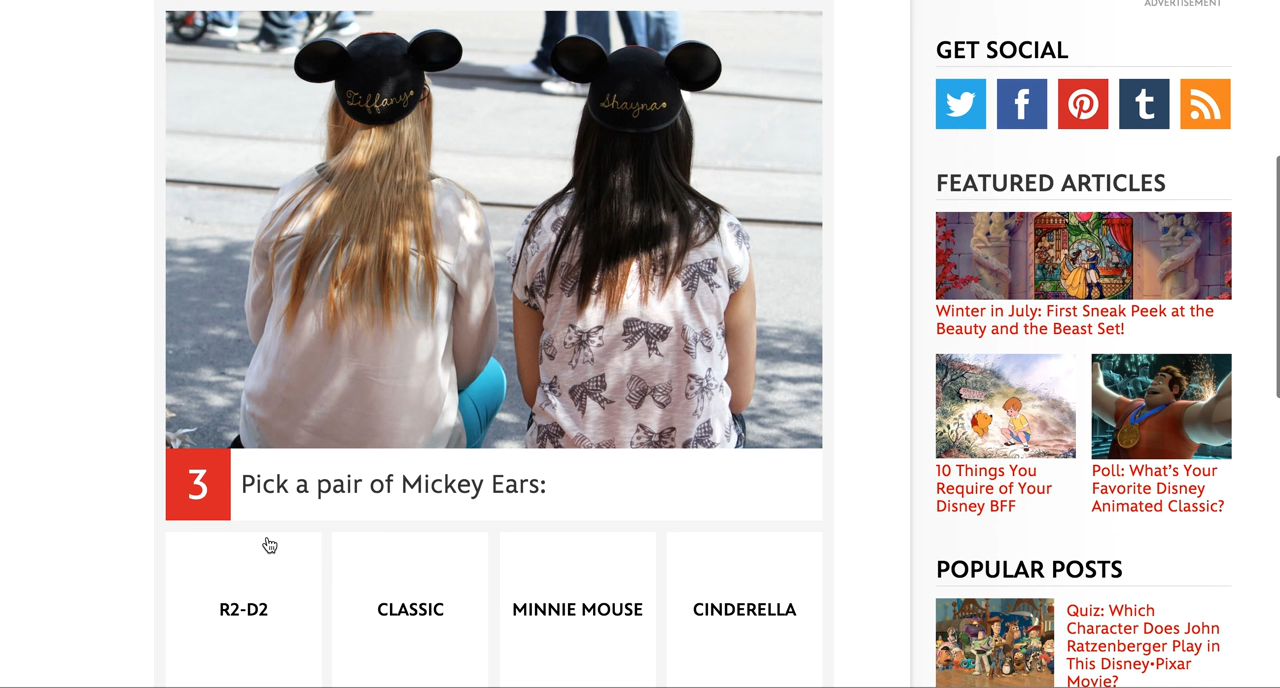 ADVERTISEMENT
Tiffany
Shayna
3
Pick a pair of Mickey Ears:
R2-D2
CLASSIC
MINNIE MOUSE
CINDERELLA
GET SOCIAL
f
t
FEATURED ARTICLES
Winter in July: First Sneak Peek at the
Beauty and the Beast Set!
10 Things You
Require of Your
Disney BFF
Poll: What’s Your
Favorite Disney
Animated Classic?
POPULAR POSTS
Quiz: Which
Character Does John
Ratzenberger Play in
This Disney•Pixar
Movie?